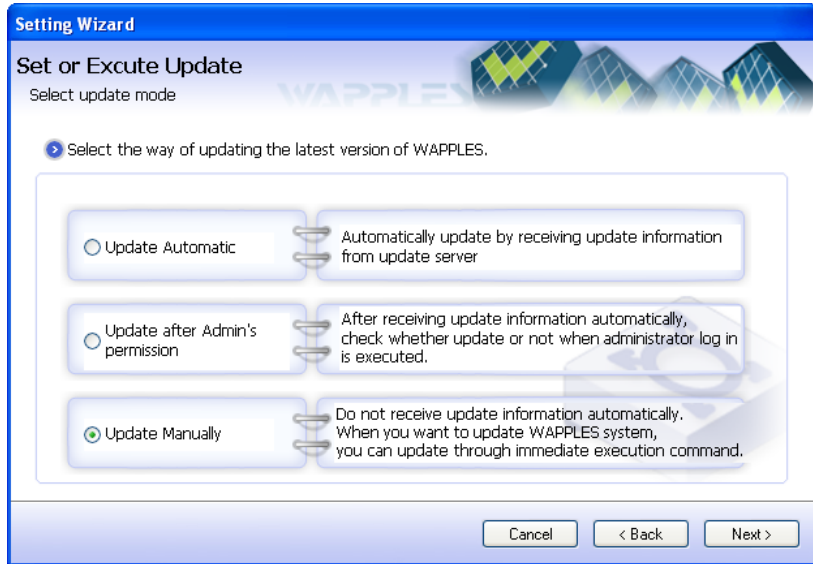 Setting Wizard
Set or Excute Update
WAPPLES
Select update mode
Select the way of updating the latest version of WAPPLES.
Update Automatic
Automatically update by receiving update information
from update server
Update after Admin's
permission
After receiving update information automatically,
check whether update or not when administrator log in
is executed.
Update Manually
Do not receive update information automatically.
When you want to update WAPPLES system,
you can update through immediate execution command.
Cancel
< Back
Next >